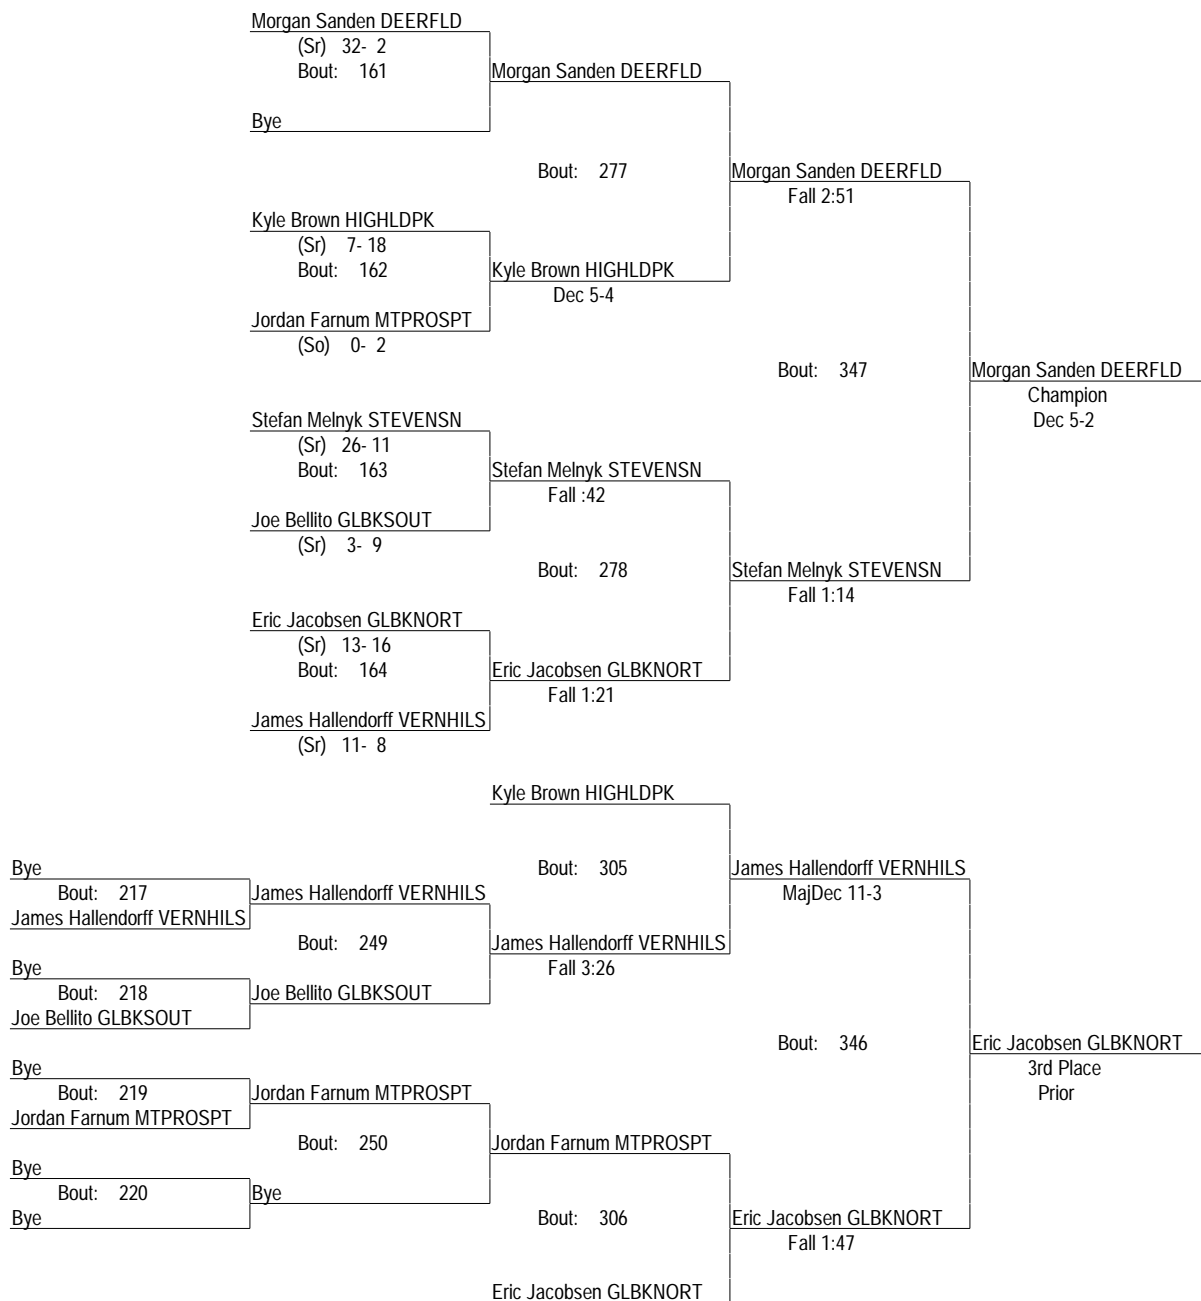 Morgan Sanden DEERFLD
(Sr) 32- 2
Bout: 161
Morgan Sanden DEERFLD
Bye
Bout: 277
Morgan Sanden DEERFLD
Fall 2:51
Kyle Brown HIGHLDPK
(Sr) 7- 18
Bout: 162
Kyle Brown HIGHLDPK
Dec 5-4
Jordan Farnum MTPROSPT
(So) 0- 2
Bout: 347
Morgan Sanden DEERFLD
Champion
Dec 5-2
Stefan Melnyk STEVENSN
(Sr) 26- 11
Bout: 163
Stefan Melnyk STEVENSN
Fall :42
Joe Bellito GLBKSOUT
(Sr) 3- 9
Bout: 278
Stefan Melnyk STEVENSN
Fall 1:14
Eric Jacobsen GLBKNORT
(Sr) 13- 16
Bout: 164
Eric Jacobsen GLBKNORT
Fall 1:21
James Hallendorff VERNHILS
(Sr) 11- 8
Kyle Brown HIGHLDPK
Bout: 305
James Hallendorff VERNHILS
MajDec 11-3
Bye
Bout: 217
James Hallendorff VERNHILS
James Hallendorff VERNHILS
Bout: 249
James Hallendorff VERNHILS
Fall 3:26
Bye
Bout: 218
Joe Bellito GLBKSOUT
Joe Bellito GLBKSOUT
Bout: 346
Eric Jacobsen GLBKNORT
3rd Place
Prior
Bye
Bout: 219
Jordan Farnum MTPROSPT
Jordan Farnum MTPROSPT
Bout: 250
Jordan Farnum MTPROSPT
Bye
Bout: 220
Bye
Bye
Bout: 306
Eric Jacobsen GLBKNORT
Fall 1:47
Eric Jacobsen GLBKNORT